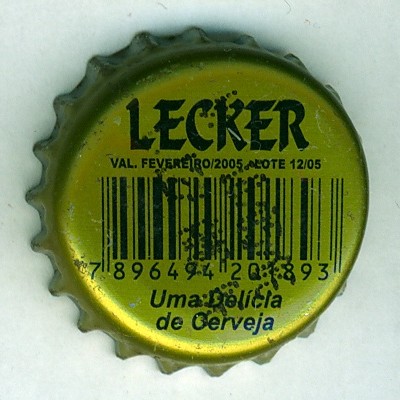 LECKER
VAL. FEVEREIRO/2005 LOTE 12/05
7 896494 201893
Uma Delícia
de Cerveja